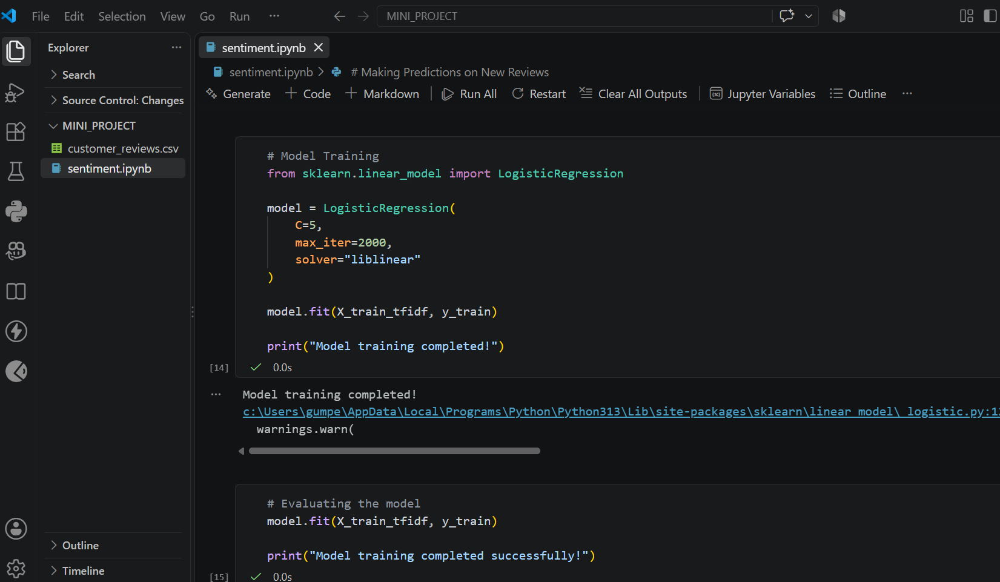 File Edit Selection View Go Run ...
MINI_PROJECT
Explorer ...
Search
Source Control: Changes
MINI_PROJECT
customer_reviews.csv
sentiment.ipynb
Outline
Timeline
sentiment.ipynb
sentiment.ipynb > # Making Predictions on New Reviews
Generate + Code + Markdown | Run All Restart Clear All Outputs | Jupyter Variables Outline ...
# Model Training
from sklearn.linear_model import LogisticRegression
model = LogisticRegression(
    C=5,
    max_iter=2000,
    solver="liblinear"
)
model.fit(X_train_tfidf, y_train)
print("Model training completed!")
[14] 0.0s
... Model training completed!
c:\Users\gumpe\AppData\Local\Programs\Python\Python313\Lib\site-packages\sklearn\linear_model\_logistic.py:1
  warnings.warn(
# Evaluating the model
model.fit(X_train_tfidf, y_train)
print("Model training completed successfully!")
[15] 0.0s